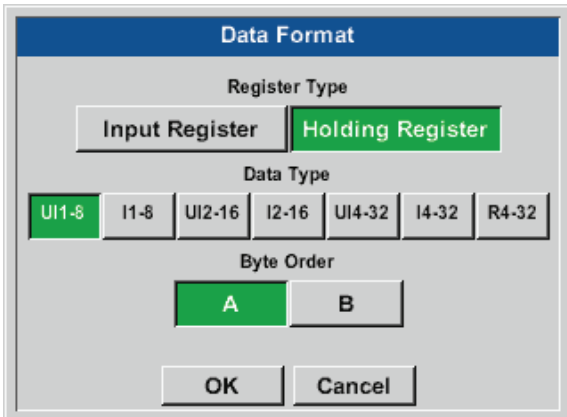 Data Format
Register Type
Input Register Holding Register
Data Type
UI1-8 I1-8 UI2-16 I2-16 UI4-32 I4-32 R4-32
Byte Order
A B
OK Cancel